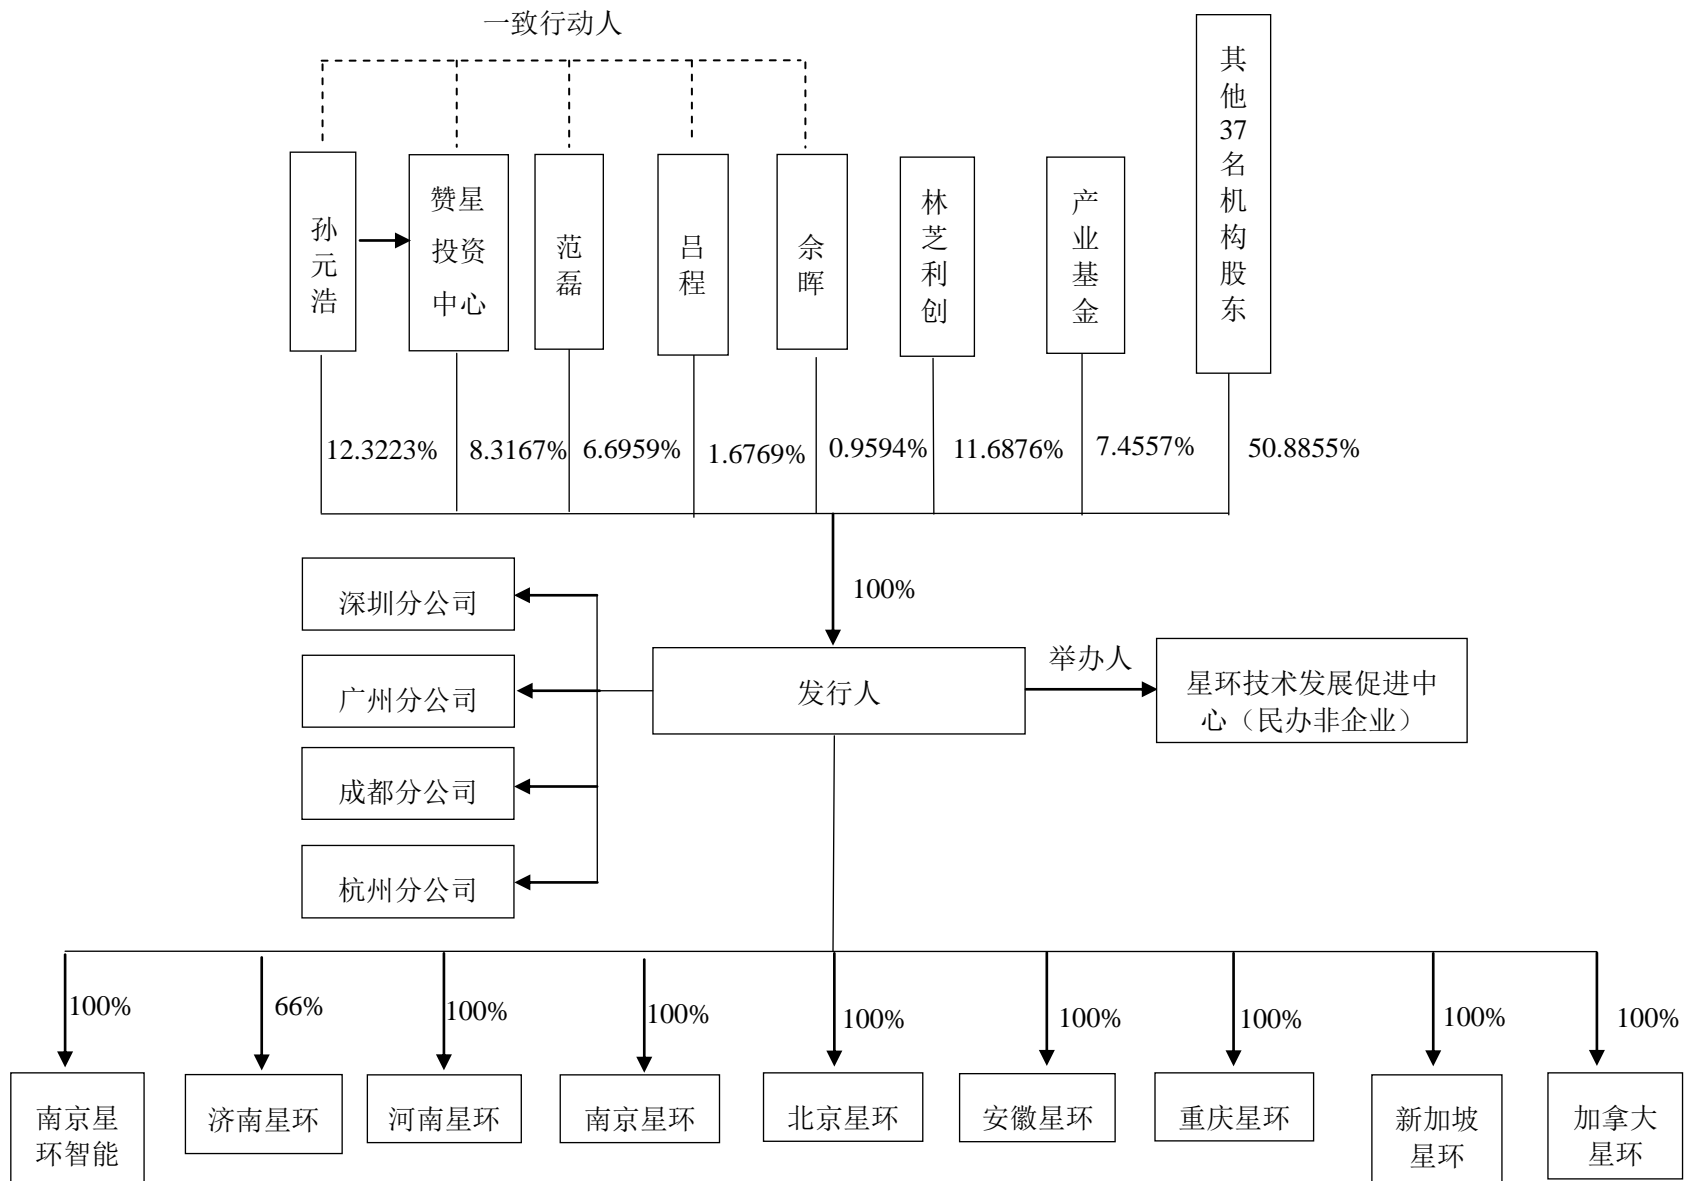 一致行动人
孙元浩
赞星
投资
中心
范磊
吕程
佘晖
林芝利创
产业基金
其他37名机构股东
12.3223%
8.3167%
6.6959%
1.6769%
0.9594%
11.6876%
7.4557%
50.8855%
100%
深圳分公司
广州分公司
成都分公司
杭州分公司
发行人
举办人
星环技术发展促进中
心（民办非企业）
100%
66%
100%
100%
100%
100%
100%
100%
100%
南京星
环智能
济南星环
河南星环
南京星环
北京星环
安徽星环
重庆星环
新加坡
星环
加拿大
星环